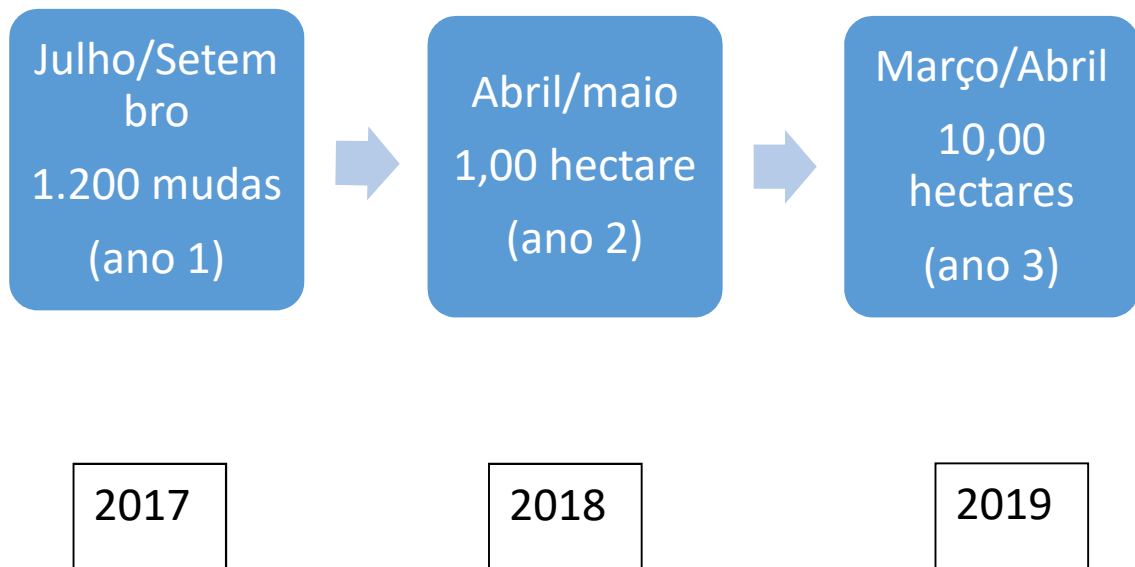 Julho/Setem
bro
1.200 mudas
(ano 1)
Abril/maio
1,00 hectare
(ano 2)
Março/Abril
10,00
hectares
(ano 3)
2017
2018
2019